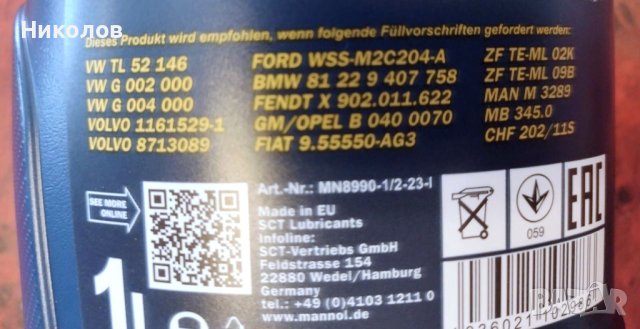 Николов
Dieses Produkt wird empfohlen, wenn folgende Füllvorschriften gefordert werden:
VW TL 52 146
VW G 002 000
VW G 004 000
VOLVO 1161529-1
VOLVO 8713089
FORD WSS-M2C204-A
BMW 81 22 9 407 758
FENDT X 902.011.622
GM/OPEL B 040 0070
FIAT 9.55550-AG3
ZF TE-ML 02K
ZF TE-ML 09B
MAN M 3289
MB 345.0
CHF 202/11S
SEE MORE
ONLINE
Art.-Nr.: MN8990-1/2-23-I
Made in EU
SCT Lubricants
Infoline:
SCT-Vertriebs GmbH
Feldstrasse 154
22880 Wedel/Hamburg
Germany
tel.: +49 (0)4103 1211 0
www.mannol.de
059
EAC
1L
BAZAR